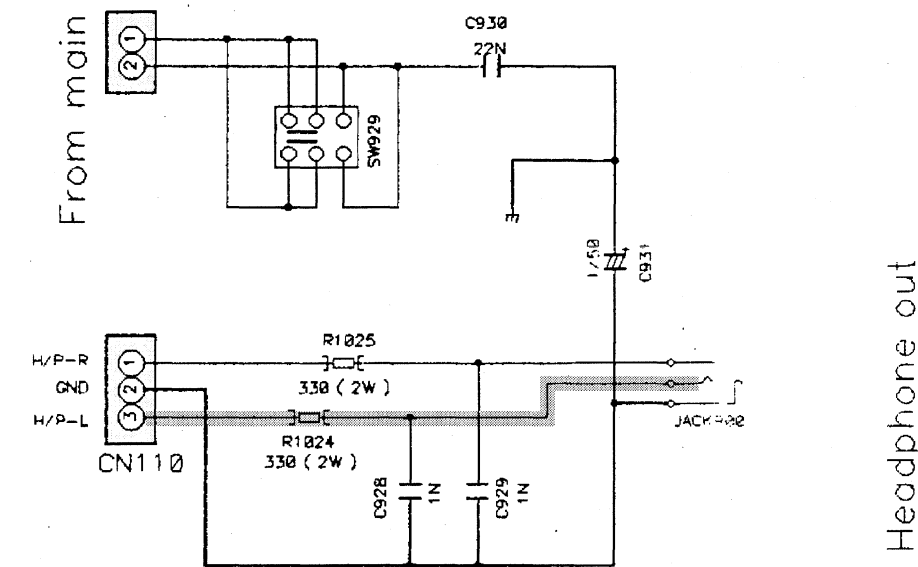 From main
1
2
C930
22N
SW929
1/50
+
C931
H/P-R
GND
H/P-L
1
2
3
CN110
R1025
330 (2W)
R1024
330 (2W)
C928
1N
C929
1N
Headphone out